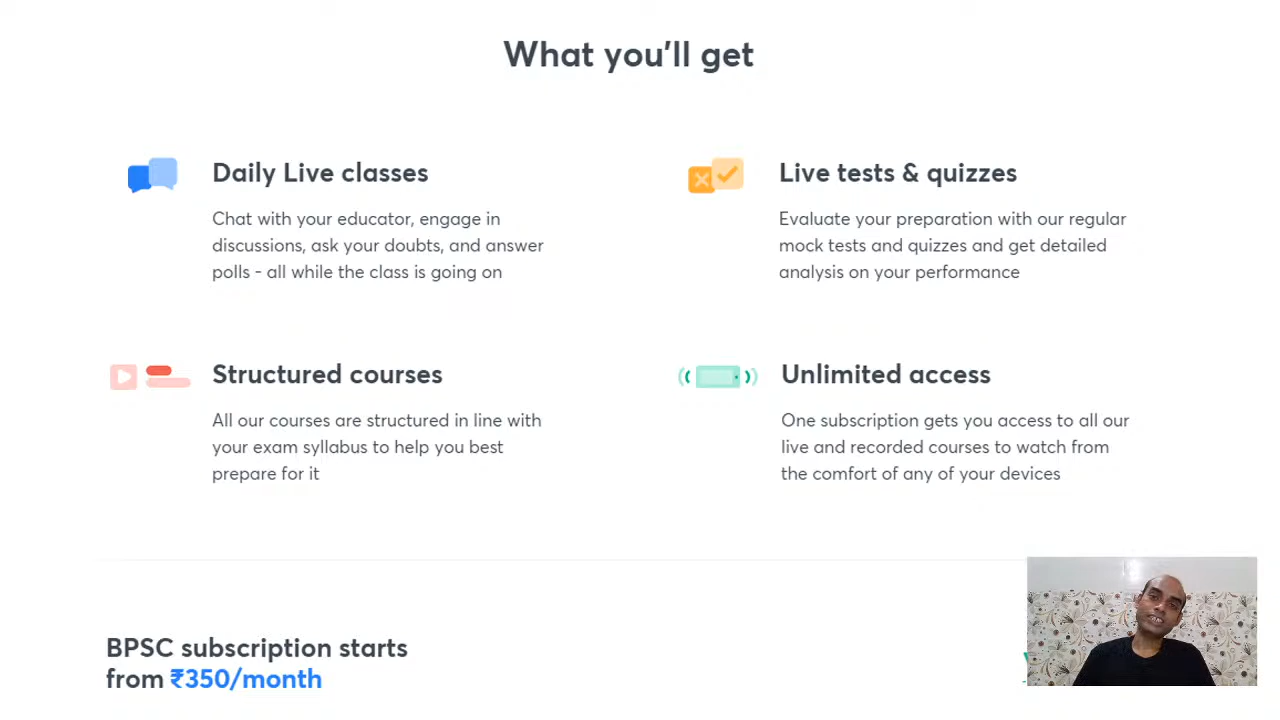 What you'll get
Daily Live classes
Chat with your educator, engage in
discussions, ask your doubts, and answer
polls - all while the class is going on
Live tests & quizzes
Evaluate your preparation with our regular
mock tests and quizzes and get detailed
analysis on your performance
Structured courses
All our courses are structured in line with
your exam syllabus to help you best
prepare for it
Unlimited access
One subscription gets you access to all our
live and recorded courses to watch from
the comfort of any of your devices
BPSC subscription starts
from ₹350/month